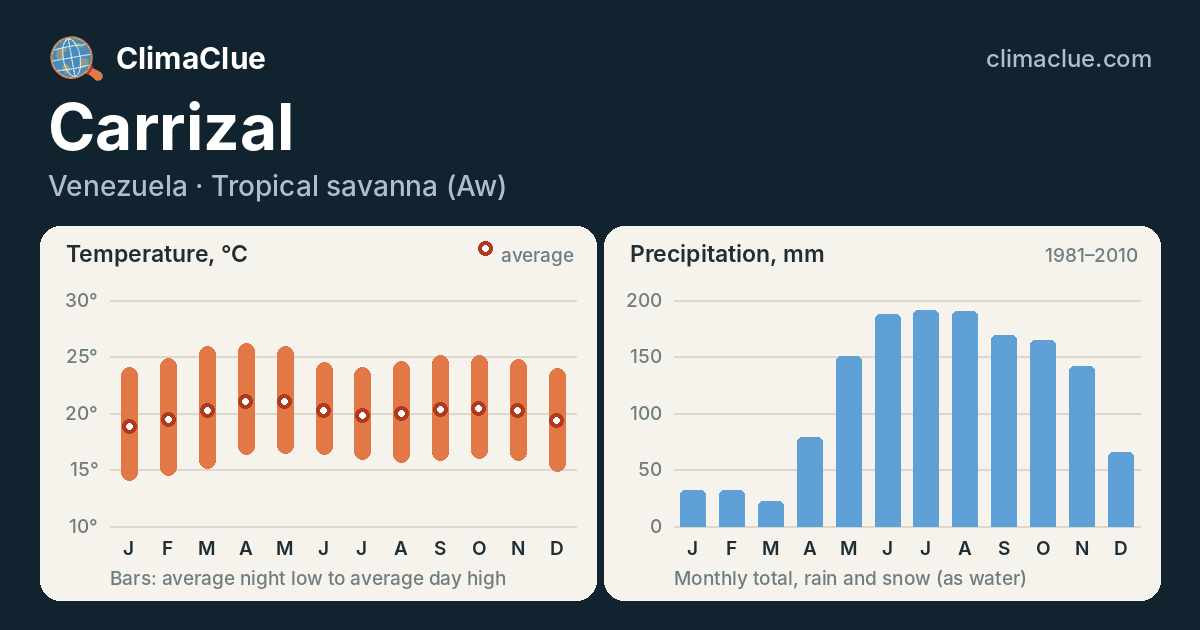 ClimaClue
climaclue.com
Carrizal
Venezuela · Tropical savanna (Aw)
Temperature, °C
average
30°
25°
20°
15°
10°
J F M A M J J A S O N D
Bars: average night low to average day high
Precipitation, mm
1981–2010
200
150
100
50
0
J F M A M J J A S O N D
Monthly total, rain and snow (as water)